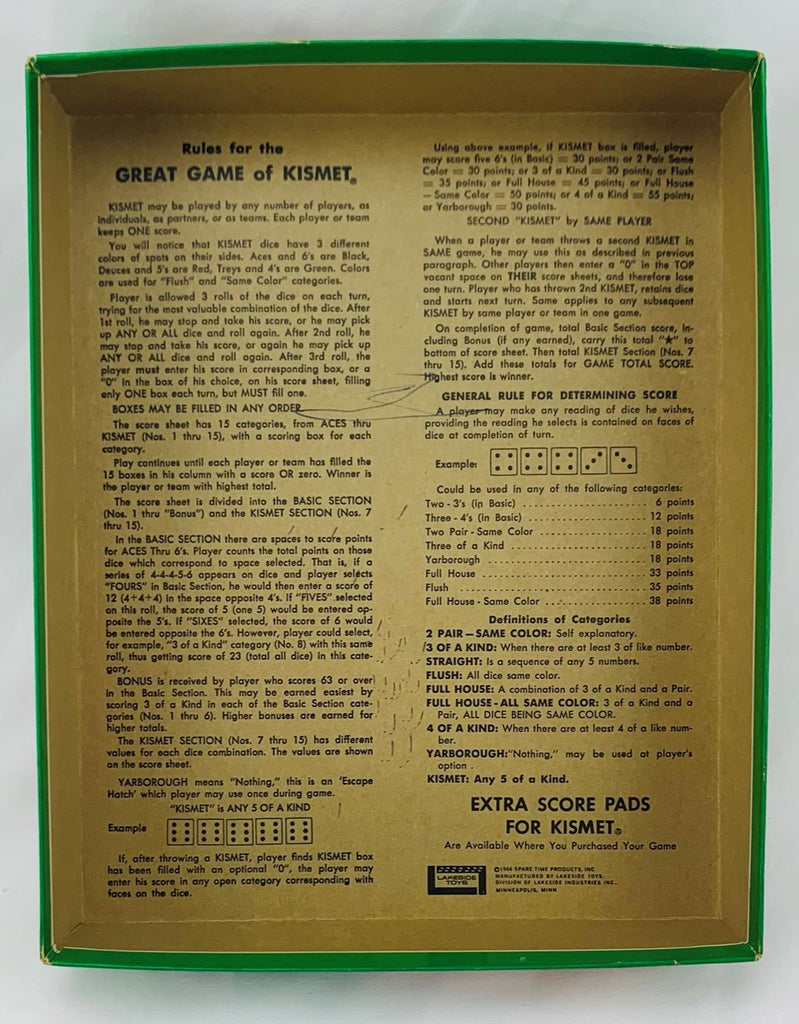 Rules for the
GREAT GAME of KISMET®
KISMET may be played by any number of players, as
individuals, as partners, or as teams. Each player or team
keeps ONE score.
You will notice that KISMET dice have 3 different
colors of spots on their sides. Aces and 6's are Black,
Deuces and 5's are Red, Treys and 4's are Green. Colors
are used for "Flush" and "Same Color" categories.
Player is allowed 3 rolls of the dice on each turn,
trying for the most valuable combination of the dice. After
1st roll, he may stop and take his score, or he may pick
up ANY OR ALL dice and roll again. After 2nd roll, he
may stop and take his score, or again he may pick up
ANY OR ALL dice and roll again. After 3rd roll, the
player must enter his score in corresponding box, or a
"0" in the box of his choice, on his score sheet, filling
only ONE box each turn, but MUST fill one.
BOXES MAY BE FILLED IN ANY ORDER
The score sheet has 15 categories, from ACES thru
KISMET (Nos. 1 thru 15), with a scoring box for each
category.
Play continues until each player or team has filled the
15 boxes in his column with a score OR zero. Winner is
the player or team with highest total.
The score sheet is divided into the BASIC SECTION
(Nos. 1 thru "Bonus") and the KISMET SECTION (Nos. 7
thru 15).
In the BASIC SECTION there are spaces to score points
for ACES Thru 6's. Player counts the total points on those
dice which correspond to space selected. That is, if a
series of 4-4-4-5-6 appears on dice and player selects
"FOURS" in Basic Section, he would then enter a score of
12 (4+4+4) in the space opposite 4's. If "FIVES" selected
on this roll, the score of 5 (one 5) would be entered op-
posite the 5's. If "SIXES" selected, the score of 6 would
be entered opposite the 6's. However, player could select,
for example, "3 of a Kind" category (No. 8) with this same
roll, thus getting score of 23 (total all dice) in this cate-
gory.
BONUS is received by player who scores 63 or over
in the Basic Section. This may be earned easiest by
scoring 3 of a Kind in each of the Basic Section cate-
gories (Nos. 1 thru 6). Higher bonuses are earned for
higher totals.
The KISMET SECTION (Nos. 7 thru 15) has different
values for each dice combination. The values are shown
on the score sheet.
YARBOROUGH means "Nothing," this is an 'Escape
Hatch' which player may use once during game.
"KISMET" is ANY 5 OF A KIND
Example
If, after throwing a KISMET, player finds KISMET box
has been filled with an optional "0", the player may
enter his score in any open category corresponding with
faces on the dice.
Using above example, if KISMET box is filled, player
may score five 6's (in Basic) = 30 points; or 2 Pair Same
Color = 30 points; or 3 of a Kind = 30 points; or Flush
= 35 points; or Full House = 45 points; or Full House
— Same Color = 50 points; or 4 of a Kind = 55 points;
or Yarborough = 30 points.
SECOND "KISMET" by SAME PLAYER
When a player or team throws a second KISMET in
SAME game, he may use this as described in previous
paragraph. Other players then enter a "0" in the TOP
vacant space on THEIR score sheets, and therefore lose
one turn. Player who has thrown 2nd KISMET, retains dice
and starts next turn. Same applies to any subsequent
KISMET by same player or team in one game.
On completion of game, total Basic Section score, in-
cluding Bonus (if any earned), carry this total "★" to
bottom of score sheet. Then total KISMET Section (Nos. 7
thru 15). Add these totals for GAME TOTAL SCORE.
Highest score is winner.
GENERAL RULE FOR DETERMINING SCORE
A player may make any reading of dice he wishes,
providing the reading he selects is contained on faces of
dice at completion of turn.
Example:
Could be used in any of the following categories:
Two - 3's (in Basic) ........................ 6 points
Three - 4's (in Basic) ...................... 12 points
Two Pair - Same Color .................... 18 points
Three of a Kind ........................... 18 points
Yarborough ............................... 18 points
Full House ................................ 33 points
Flush ..................................... 35 points
Full House - Same Color ................... 38 points
Definitions of Categories
2 PAIR — SAME COLOR: Self explanatory.
3 OF A KIND: When there are at least 3 of like number.
STRAIGHT: Is a sequence of any 5 numbers.
FLUSH: All dice same color.
FULL HOUSE: A combination of 3 of a Kind and a Pair.
FULL HOUSE - ALL SAME COLOR: 3 of a Kind and a
Pair, ALL DICE BEING SAME COLOR.
4 OF A KIND: When there are at least 4 of a like num-
ber.
YARBOROUGH: "Nothing," may be used at player's
option .
KISMET: Any 5 of a Kind.
EXTRA SCORE PADS
FOR KISMET®
Are Available Where You Purchased Your Game
LAKESIDE
TOYS
©1964 SPARE TIME PRODUCTS, INC
MANUFACTURED BY LAKESIDE TOYS,
DIVISION OF LAKESIDE INDUSTRIES INC.,
MINNEAPOLIS, MINN